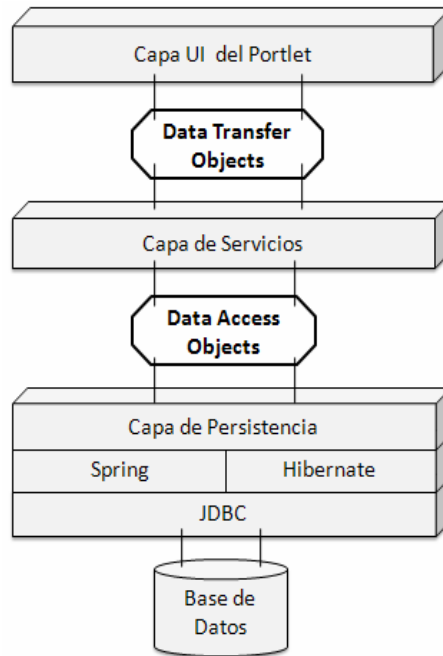 Capa UI del Portlet
Data Transfer
Objects
Capa de Servicios
Data Access
Objects
Capa de Persistencia
Spring
Hibernate
JDBC
Base de
Datos